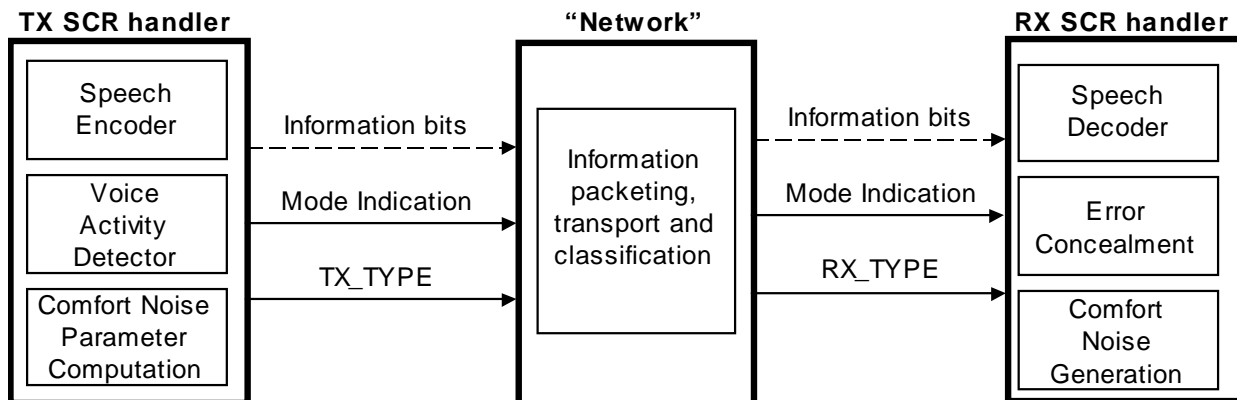 TX SCR handler
Speech
Encoder
Voice
Activity
Detector
Comfort Noise
Parameter
Computation
Information bits
Mode Indication
TX_TYPE
“Network”
Information
packeting,
transport and
classification
Information bits
Mode Indication
RX_TYPE
RX SCR handler
Speech
Decoder
Error
Concealment
Comfort
Noise
Generation